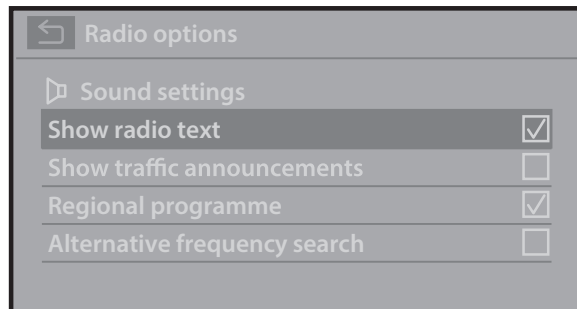 Radio options
Sound settings
Show radio text
Show traffic announcements
Regional programme
Alternative frequency search